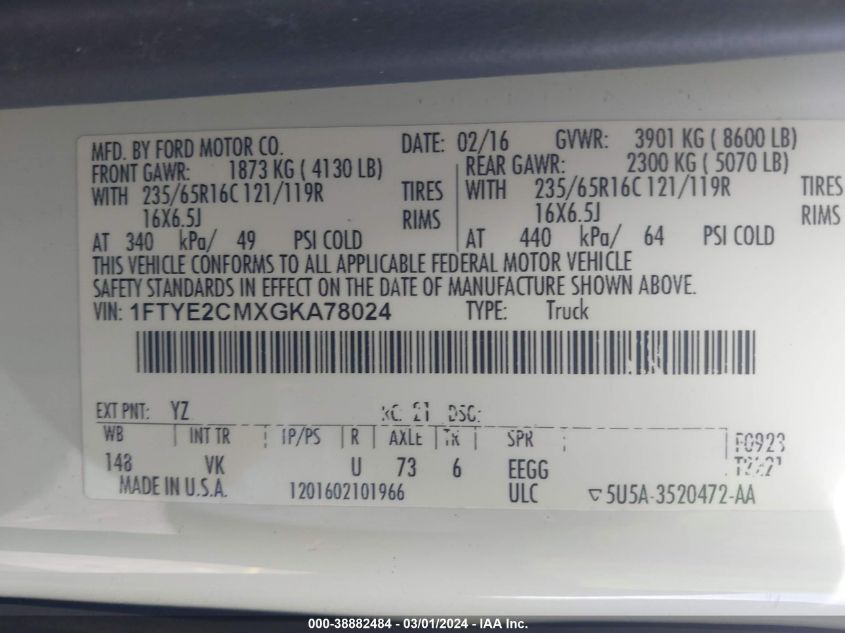 MFD. BY FORD MOTOR CO. DATE: 02/16 GVWR: 3901 KG ( 8600 LB)
FRONT GAWR: 1873 KG ( 4130 LB) REAR GAWR: 2300 KG ( 5070 LB)
WITH 235/65R16C 121/119R TIRES WITH 235/65R16C 121/119R TIRES
16X6.5J RIMS 16X6.5J RIMS
AT 340 kPa/ 49 PSI COLD AT 440 kPa/ 64 PSI COLD
THIS VEHICLE CONFORMS TO ALL APPLICABLE FEDERAL MOTOR VEHICLE
SAFETY STANDARDS IN EFFECT ON THE DATE OF MANUFACTURE SHOWN ABOVE.
VIN: 1FTYE2CMXGKA78024 TYPE: Truck
EXT PNT: YZ RC: 21 DSO:
WB INT TR TP/PS R AXLE TR SPR
148 VK U 73 6 EEGG
MADE IN U.S.A. 1201602101966 ULC 5U5A-3520472-AA
000-38882484 - 03/01/2024 - IAA Inc.